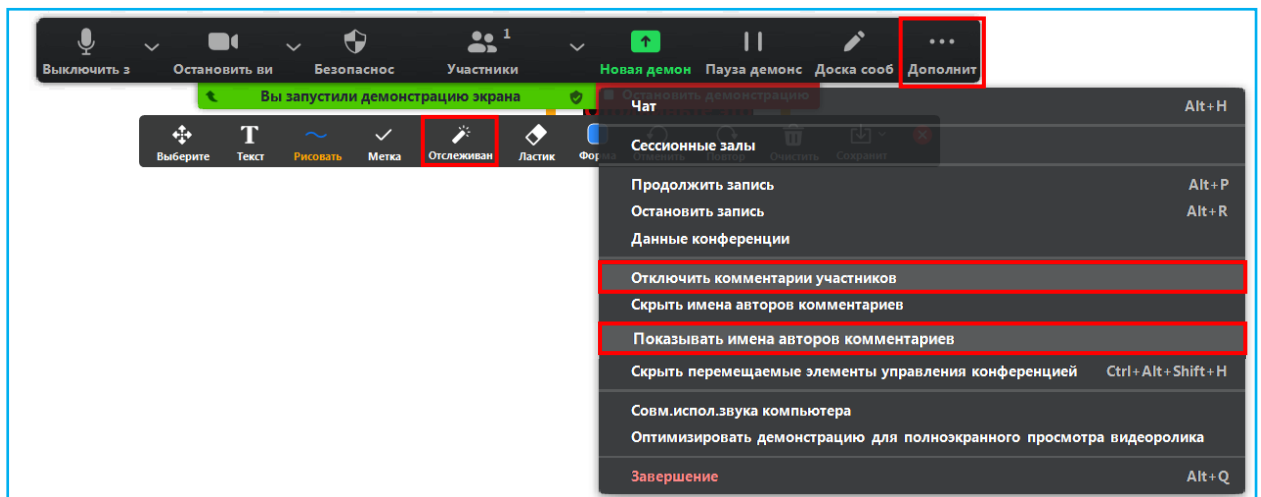 1
Выключить з Остановить ви Безопаснос Участники Новая демон Пауза демонс Доска сооб Дополнит
Вы запустили демонстрацию экрана Остановить демонстрацию
Выберите Текст Рисовать Метка Отслеживан Ластик Форма Отменить Повтор Очистить Сохранит
Чат Alt+H
Сессионные залы
Продолжить запись Alt+P
Остановить запись Alt+R
Данные конференции
Отключить комментарии участников
Скрыть имена авторов комментариев
Показывать имена авторов комментариев
Скрыть перемещаемые элементы управления конференцией Ctrl+Alt+Shift+H
Совм.испол.звука компьютера
Оптимизировать демонстрацию для полноэкранного просмотра видеоролика
Завершение Alt+Q